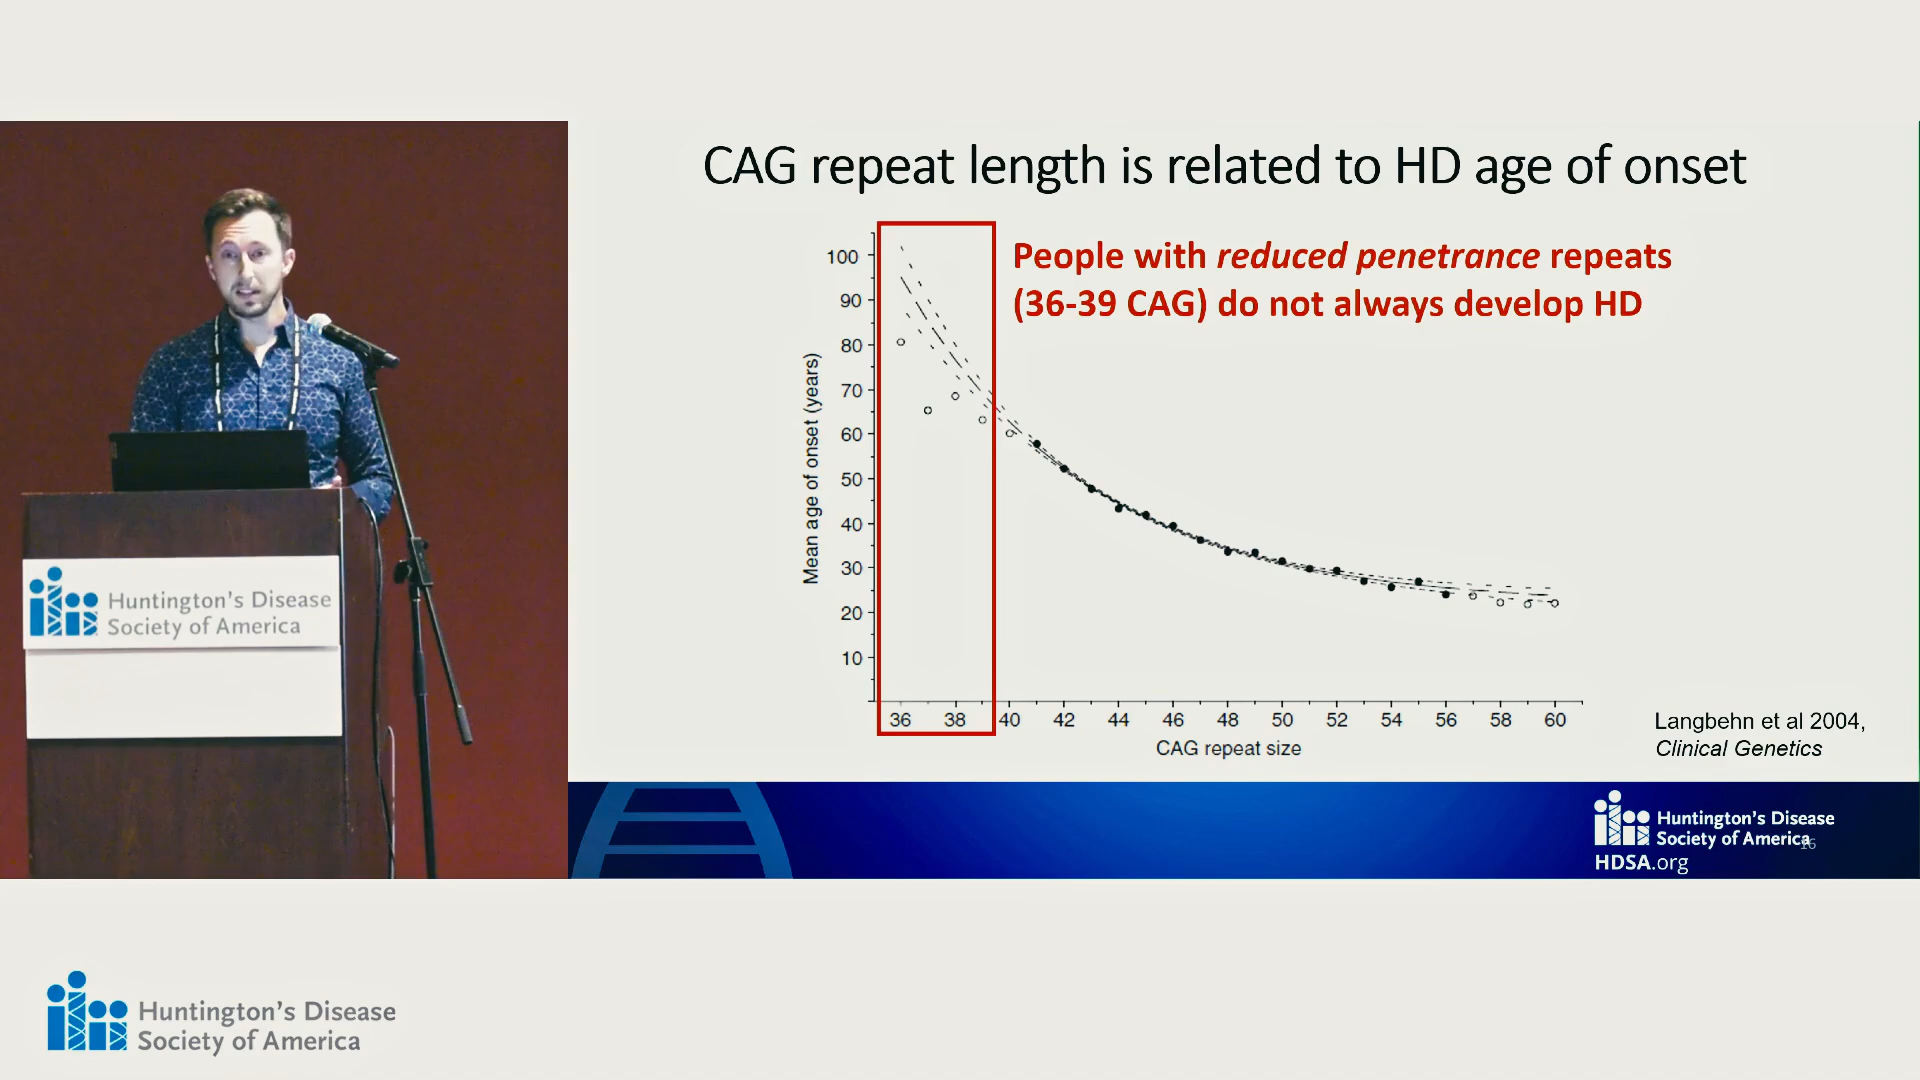 CAG repeat length is related to HD age of onset
People with reduced penetrance repeats
(36-39 CAG) do not always develop HD
Mean age of onset (years)
100
90
80
70
60
50
40
30
20
10
36 38 40 42 44 46 48 50 52 54 56 58 60
CAG repeat size
Langbehn et al 2004,
Clinical Genetics
Huntington's Disease
Society of America
Huntington's Disease
Society of America
16
HDSA.org
Huntington's Disease
Society of America